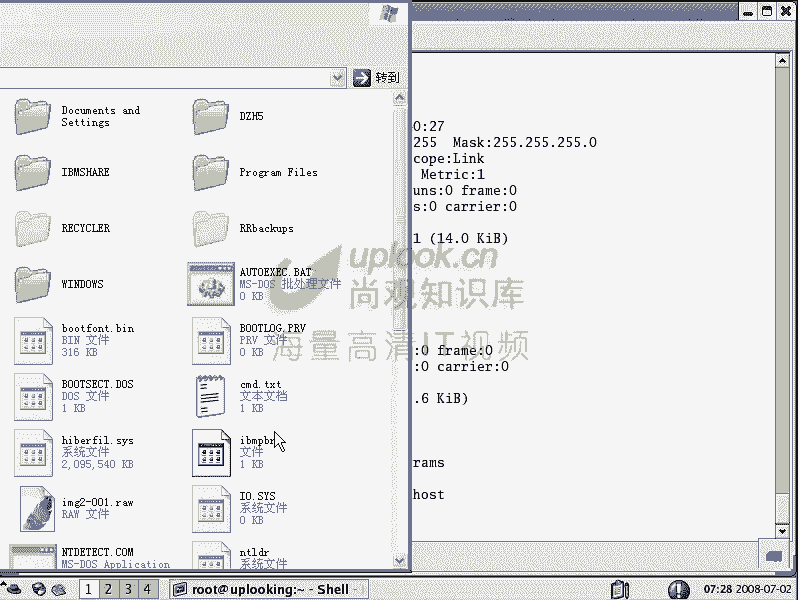 转到
Documents and
Settings
DZH5
IBMSHARE
Program Files
RECYCLER
RRbackups
WINDOWS
AUTOEXEC.BAT
MS-DOS 批处理文件
0 KB
bootfont.bin
BIN 文件
316 KB
BOOTLOG.PRV
PRV 文件
0 KB
BOOTSECT.DOS
DOS 文件
1 KB
cmd.txt
文本文档
1 KB
hiberfil.sys
系统文件
2,095,540 KB
文件
1 KB
img2-001.raw
RAW 文件
IO.SYS
系统文件
0 KB
NTDETECT.COM
MS-DOS Application
ntldr
系统文件
0:27
255 Mask:255.255.255.0
cope:Link
Metric:1
uns:0 frame:0
s:0 carrier:0
1 (14.0 KiB)
uplook.cn
尚观知识库
海量高清IT视频
:0 frame:0
:0 carrier:0
.6 KiB)
rams
host
1 2 3 4
root@uplooking:~ - Shell -
07:28 2008-07-02